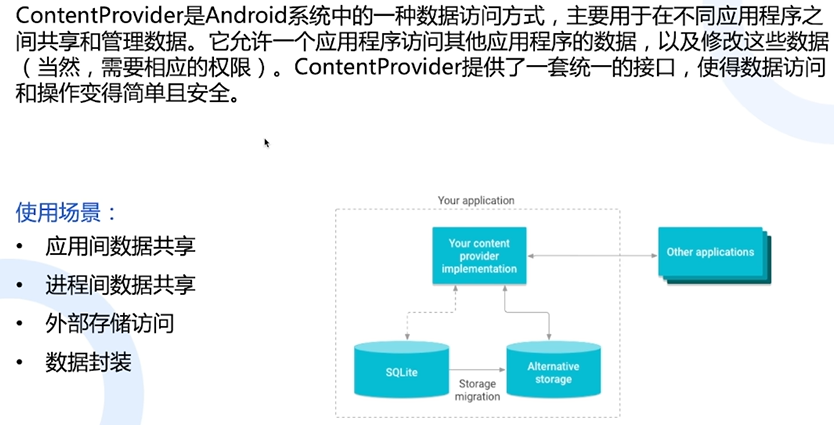 ContentProvider是Android系统中的一种数据访问方式，主要用于在不同应用程序之
间共享和管理数据。它允许一个应用程序访问其他应用程序的数据，以及修改这些数据
（当然，需要相应的权限）。ContentProvider提供了一套统一的接口，使得数据访问
和操作变得简单且安全。
使用场景：
• 应用间数据共享
• 进程间数据共享
• 外部存储访问
• 数据封装
Your application
Your content
provider
implementation
Other applications
SQLite
Storage
migration
Alternative
storage